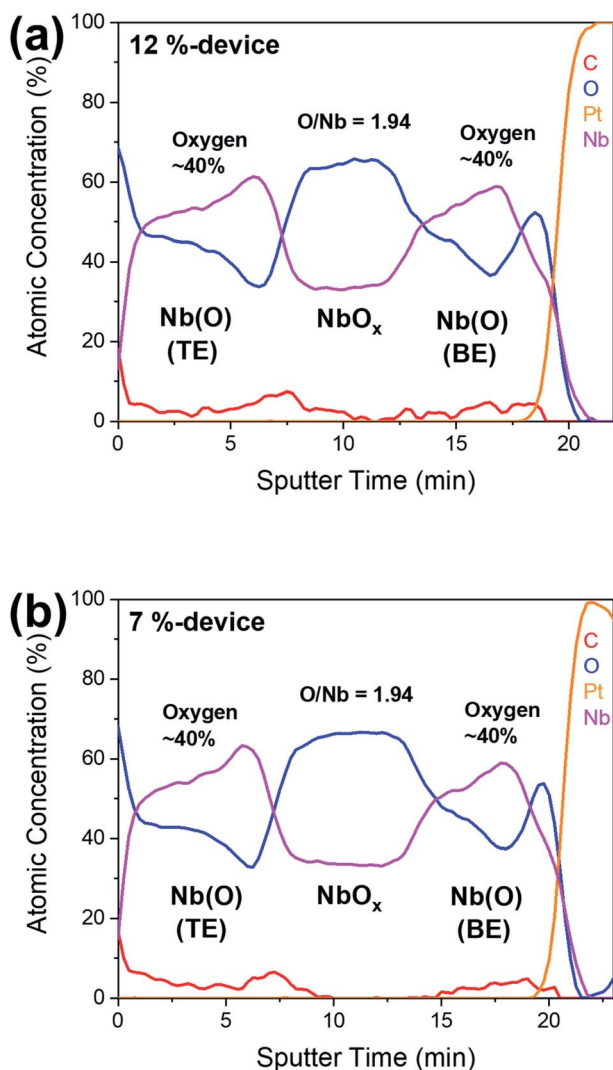 (a)
12 %-device
100
80
60
40
20
0
Atomic Concentration (%)
C
O
Pt
Nb
Oxygen
~40%
O/Nb = 1.94
Oxygen
~40%
Nb(O)
(TE)
NbOₓ
Nb(O)
(BE)
0 5 10 15 20
Sputter Time (min)
(b)
7 %-device
100
80
60
40
20
0
Atomic Concentration (%)
C
O
Pt
Nb
Oxygen
~40%
O/Nb = 1.94
Oxygen
~40%
Nb(O)
(TE)
NbOₓ
Nb(O)
(BE)
0 5 10 15 20
Sputter Time (min)